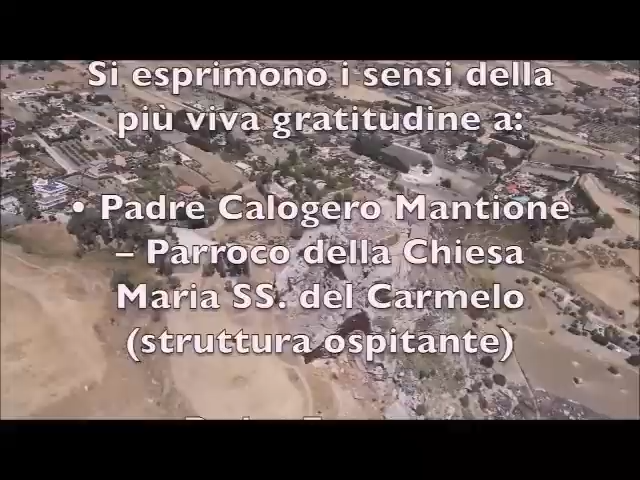 Si esprimono i sensi della
più viva gratitudine a:
• Padre Calogero Mantione
– Parroco della Chiesa
Maria SS. del Carmelo
(struttura ospitante)